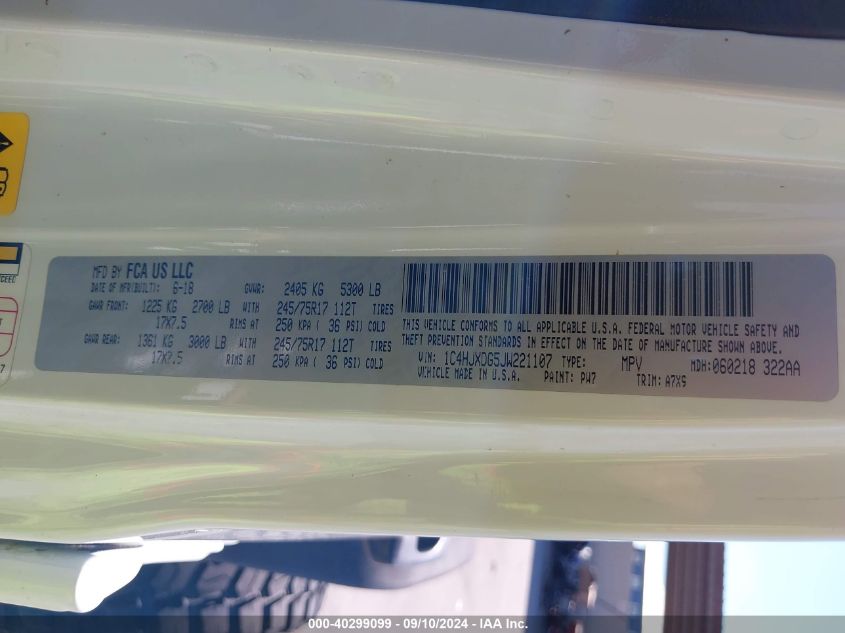 MFD BY FCA US LLC
DATE OF MFR(BUILT): 6-18 GVWR: 2405 KG 5300 LB
GAWR FRONT: 1225 KG 2700 LB WITH 245/75R17 112T TIRES
17X7.5 RIMS AT 250 KPA ( 36 PSI) COLD
GAWR REAR: 1361 KG 3000 LB WITH 245/75R17 112T TIRES
17X7.5 RIMS AT 250 KPA ( 36 PSI) COLD
THIS VEHICLE CONFORMS TO ALL APPLICABLE U.S.A. FEDERAL MOTOR VEHICLE SAFETY AND
THEFT PREVENTION STANDARDS IN EFFECT ON THE DATE OF MANUFACTURE SHOWN ABOVE.
VIN: 1C4HJXDG5JW221107 TYPE: MPV MDH: 060218 322AA
VEHICLE MADE IN U.S.A. PAINT: PW7 TRIM: A7X9
000-40299099 - 09/10/2024 - IAA Inc.